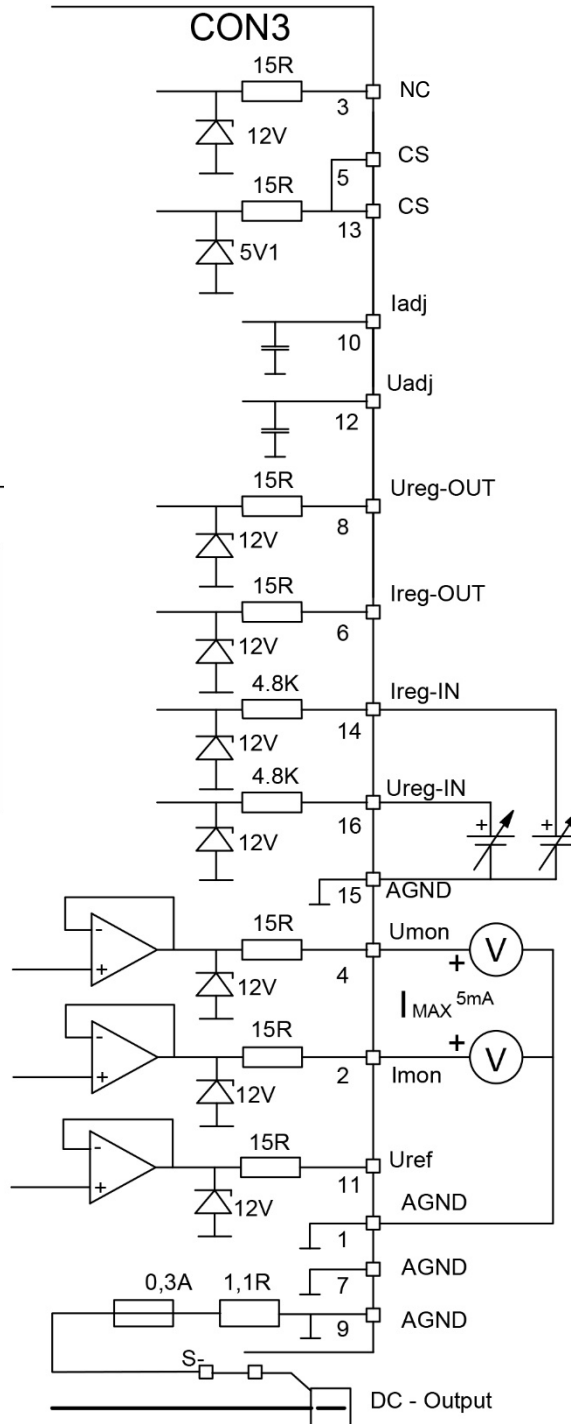 CON3
15R
3
NC
12V
CS
5
15R
CS
13
5V1
Iadj
10
Uadj
12
15R
Ureg-OUT
8
12V
15R
Ireg-OUT
6
12V
4.8K
Ireg-IN
14
12V
4.8K
Ureg-IN
16
12V
+ +
15 AGND
15R
Umon
-
+
4
12V
+ V
I MAX 5mA
15R
-
+
2
Imon
12V
+ V
15R
Uref
-
+
11
12V
AGND
1
AGND
7
0,3A 1,1R
AGND
9
S-
DC - Output